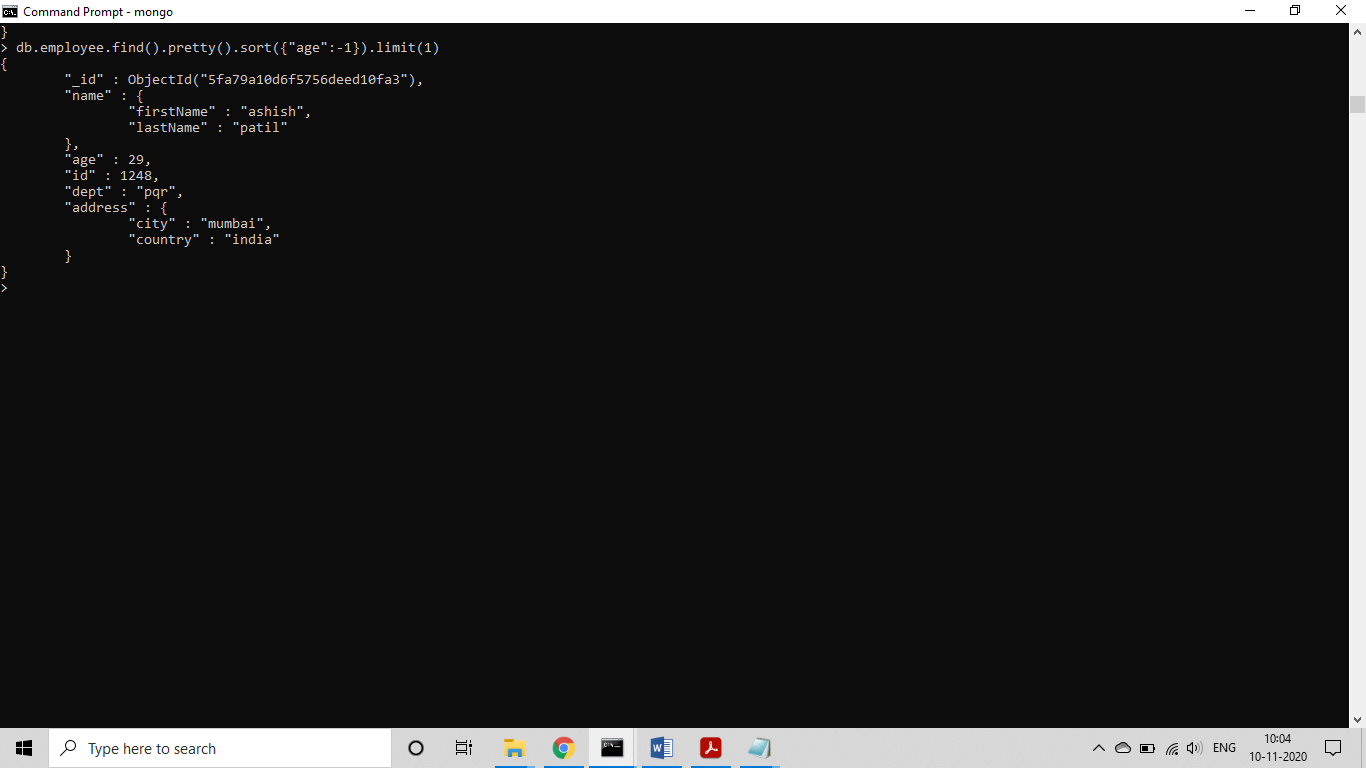 Command Prompt - mongo
}
> db.employee.find().pretty().sort({"age":-1}).limit(1)
{
        "_id" : ObjectId("5fa79a10d6f5756deed10fa3"),
        "name" : {
                "firstName" : "ashish",
                "lastName" : "patil"
        },
        "age" : 29,
        "id" : 1248,
        "dept" : "pqr",
        "address" : {
                "city" : "mumbai",
                "country" : "india"
        }
}
>
Type here to search
ENG
10:04
10-11-2020